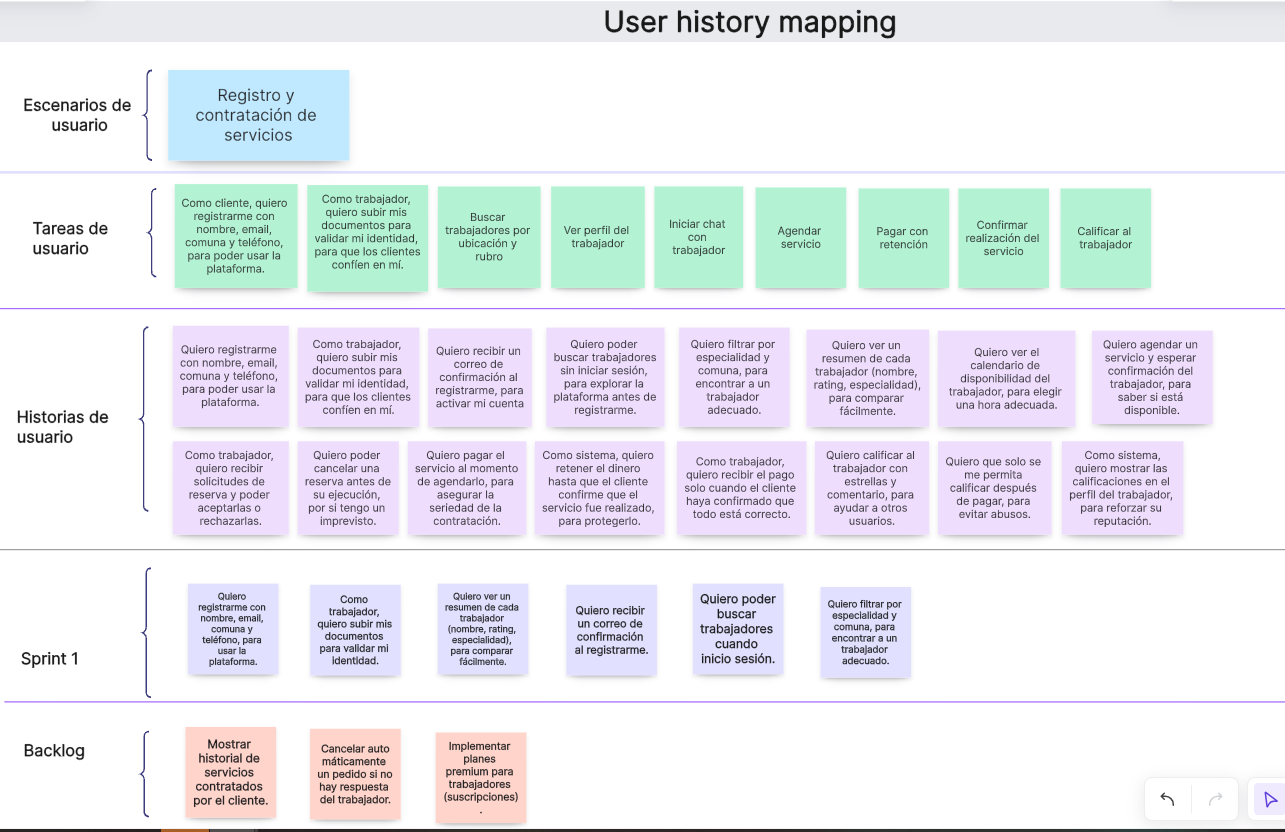 User history mapping
Escenarios de
usuario
Registro y
contratación de
servicios
Tareas de
usuario
Como cliente, quiero
registrarme con
nombre, email,
comuna y teléfono,
para poder usar la
plataforma.
Como trabajador,
quiero subir mis
documentos para
validar mi identidad,
para que los clientes
confíen en mí.
Buscar
trabajadores por
ubicación y
rubro
Ver perfil del
trabajador
Iniciar chat
con
trabajador
Agendar
servicio
Pagar con
retención
Confirmar
realización del
servicio
Calificar al
trabajador
Historias de
usuario
Quiero registrarme
con nombre, email,
comuna y teléfono,
para poder usar la
plataforma.
Como trabajador,
quiero subir mis
documentos para
validar mi identidad,
para que los clientes
confíen en mí.
Quiero recibir un
correo de
confirmación al
registrarme, para
activar mi cuenta
Quiero poder
buscar trabajadores
sin iniciar sesión,
para explorar la
plataforma antes de
registrarme.
Quiero filtrar por
especialidad y
comuna, para
encontrar a un
trabajador
adecuado.
Quiero ver un
resumen de cada
trabajador (nombre,
rating, especialidad),
para comparar
fácilmente.
Quiero ver el
calendario de
disponibilidad del
trabajador, para elegir
una hora adecuada.
Quiero agendar un
servicio y esperar
confirmación del
trabajador, para
saber si está
disponible.
Como trabajador,
quiero recibir
solicitudes de
reserva y poder
aceptarlas o
rechazarlas.
Quiero poder
cancelar una
reserva antes de
su ejecución,
por si tengo un
imprevisto.
Quiero pagar el
servicio al momento
de agendarlo, para
asegurar la
seriedad de la
contratación.
Como sistema, quiero
retener el dinero
hasta que el cliente
confirme que el
servicio fue realizado,
para protegerlo.
Como trabajador,
quiero recibir el pago
solo cuando el cliente
haya confirmado que
todo está correcto.
Quiero calificar al
trabajador con
estrellas y
comentario, para
ayudar a otros
usuarios.
Quiero que solo se
me permita
calificar después
de pagar, para
evitar abusos.
Como sistema,
quiero mostrar las
calificaciones en el
perfil del trabajador,
para reforzar su
reputación.
Sprint 1
Quiero
registrarme con
nombre, email,
comuna y
teléfono, para
usar la
plataforma.
Como
trabajador,
quiero subir mis
documentos
para validar mi
identidad.
Quiero ver un
resumen de cada
trabajador
(nombre, rating,
especialidad),
para comparar
fácilmente.
Quiero recibir
un correo de
confirmación
al registrarme.
Quiero poder
buscar
trabajadores
cuando
inicio sesión.
Quiero filtrar por
especialidad y
comuna, para
encontrar a un
trabajador
adecuado.
Backlog
Mostrar
historial de
servicios
contratados
por el cliente.
Cancelar auto
máticamente
un pedido si no
hay respuesta
del trabajador.
Implementar
planes
premium para
trabajadores
(suscripciones)
.